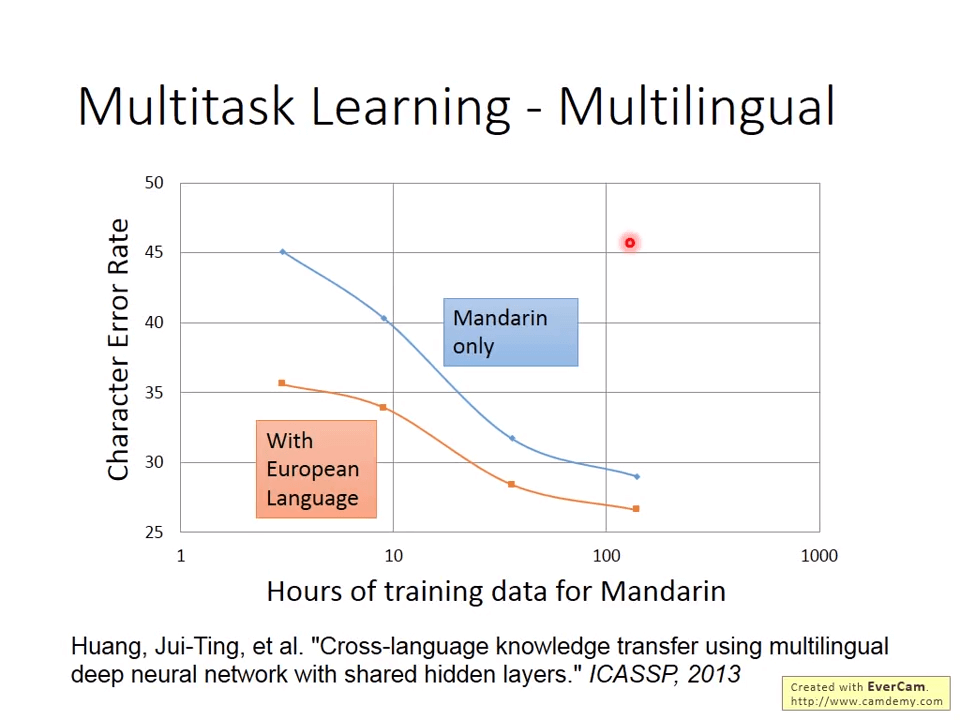 Multitask Learning - Multilingual
50
45
40
35
30
25
Character Error Rate
Mandarin
only
With
European
Language
1
10
100
1000
Hours of training data for Mandarin
Huang, Jui-Ting, et al. "Cross-language knowledge transfer using multilingual
deep neural network with shared hidden layers." ICASSP, 2013
Created with EverCam.
http://www.camdemy.com